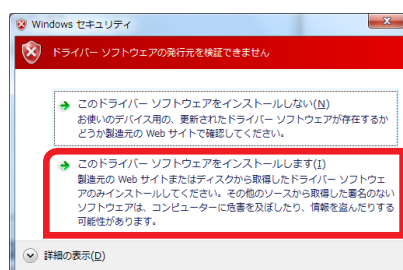 Windows セキュリティ
ドライバー ソフトウェアの発行元を検証できません
このドライバー ソフトウェアをインストールしない(N)
お使いのデバイス用の、更新されたドライバー ソフトウェアが存在するか
どうか製造元の Web サイトで確認してください。
このドライバー ソフトウェアをインストールします(I)
製造元の Web サイトまたはディスクから取得したドライバー ソフトウェ
アのみインストールしてください。その他のソースから取得した署名のない
ソフトウェアは、コンピューターに危害を及ぼしたり、情報を盗んだりする
可能性があります。
詳細の表示(D)